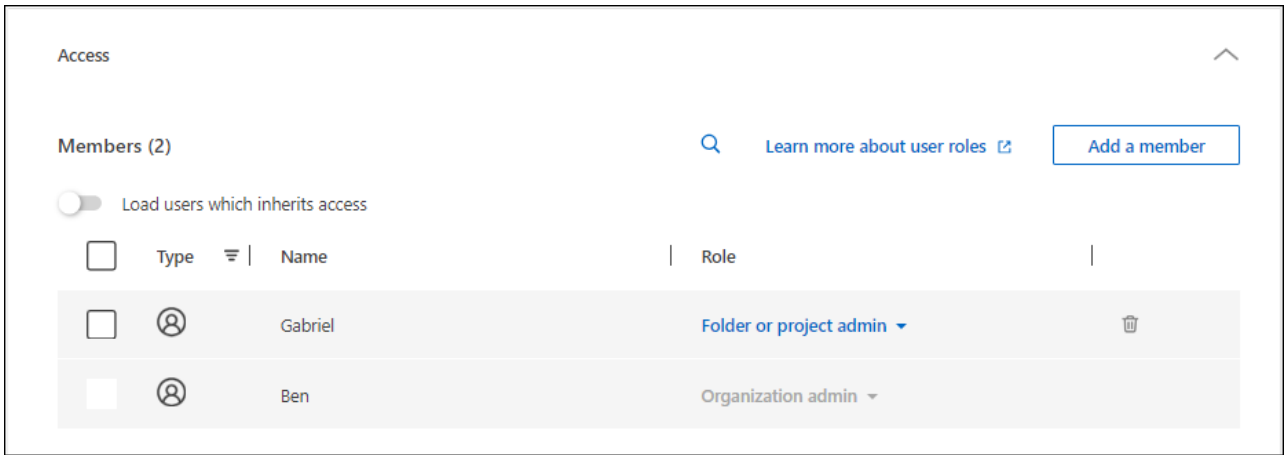 Access
Members (2)
Learn more about user roles
Add a member
Load users which inherits access
Type
Name
Role
Gabriel
Folder or project admin
Ben
Organization admin